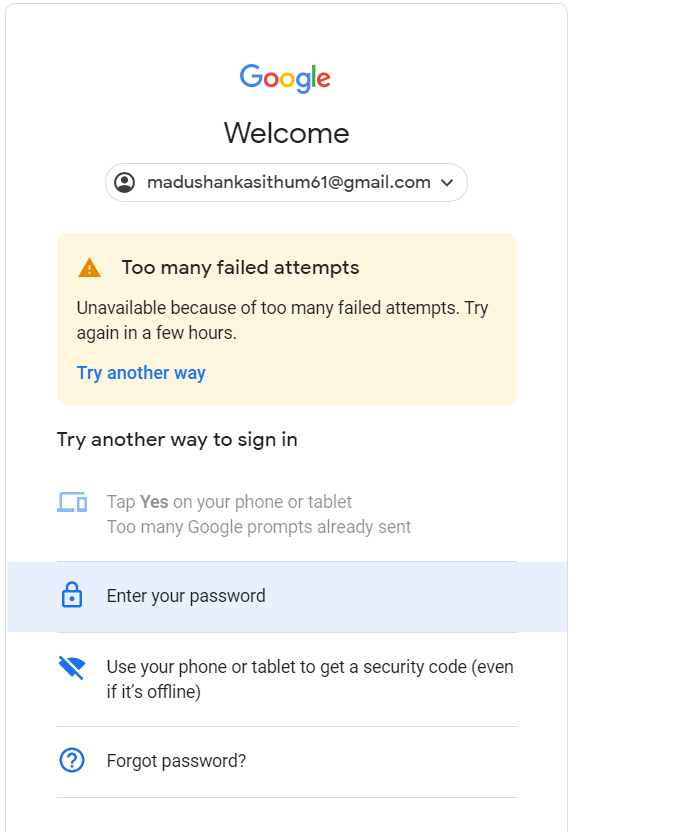 Google
Welcome
madushankasithum61@gmail.com
Too many failed attempts
Unavailable because of too many failed attempts. Try
again in a few hours.
Try another way
Try another way to sign in
Tap Yes on your phone or tablet
Too many Google prompts already sent
Enter your password
Use your phone or tablet to get a security code (even
if it’s offline)
Forgot password?